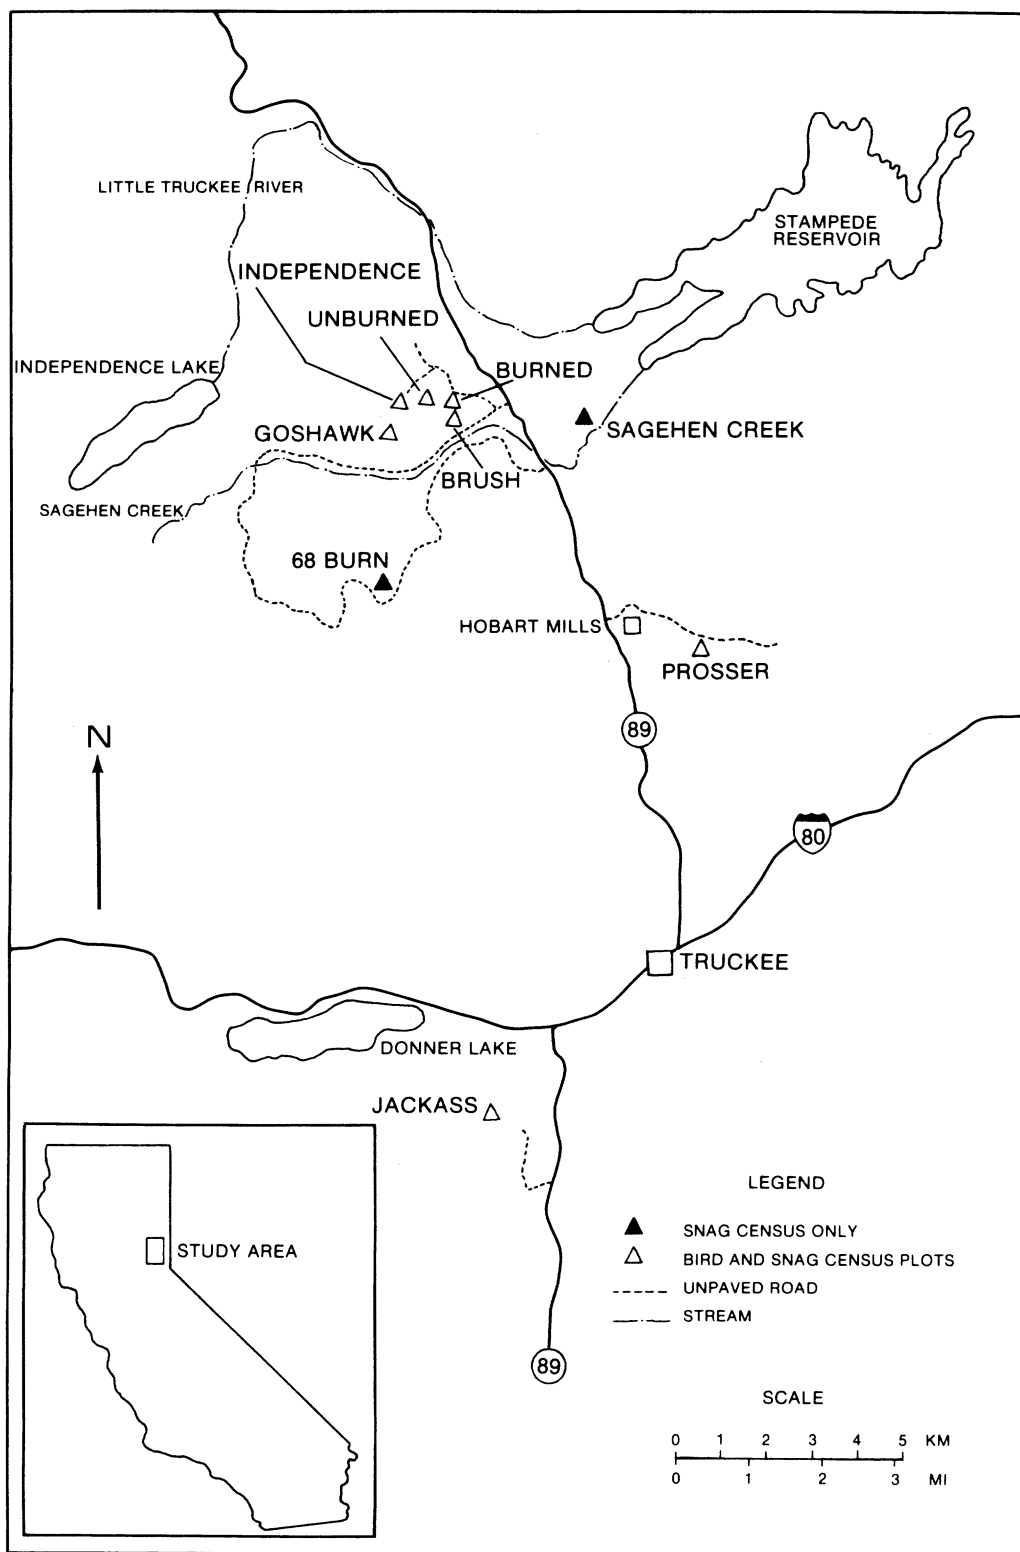 LITTLE TRUCKEE RIVER
STAMPEDE
RESERVOIR
INDEPENDENCE
UNBURNED
INDEPENDENCE LAKE
BURNED
GOSHAWK
SAGEHEN CREEK
BRUSH
SAGEHEN CREEK
68 BURN
HOBART MILLS
PROSSER
N
89
80
TRUCKEE
DONNER LAKE
JACKASS
STUDY AREA
LEGEND
SNAG CENSUS ONLY
BIRD AND SNAG CENSUS PLOTS
UNPAVED ROAD
STREAM
89
SCALE
0 1 2 3 4 5 KM
0 1 2 3 MI